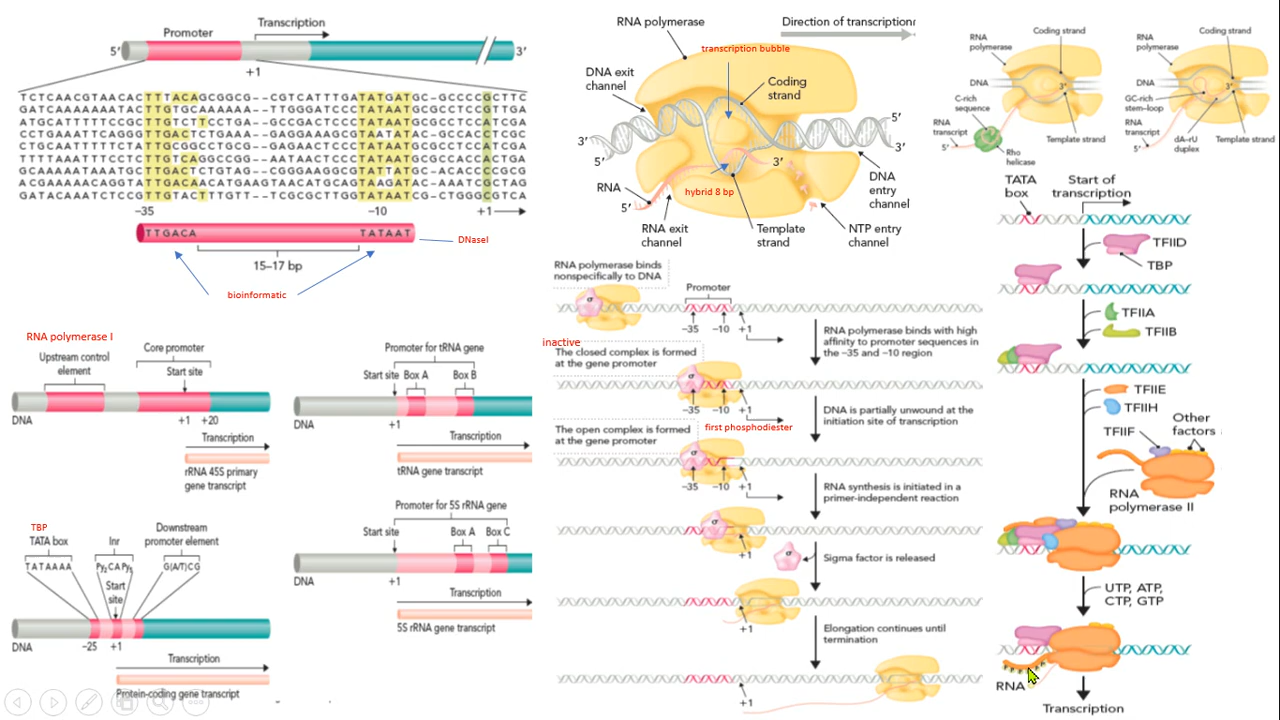 Promoter
Transcription
5′
3′
+1
TCTCAACGTAACACTTTACAGCGGCG--CGTCATTTGATATGATGC-GCCCCGCTTC
GATCAAAAAAATACTTGTGCAAAAAA--TTGGGATCCCTATAATGCGCCTCCGTTGA
ATGCATTTTTCCGCTTGTCTTCCTGA--GCCGACTCCCTATAATGCGCCTCCATCGA
CCTGAAATTCAGGGTTGACTCTGAAA--GAGGAAAGCGTAATATAC-GCCACCTCGC
CTGCAATTTTTCTATTGCGGCCTGCG--GAGAACTCCCTATAATGCGCCTCCATCGA
TTTTAAATTTCCTCTTGTCAGGCCGG--AATAACTCCCTATAATGCGCCACCACTGA
GCAAAAATAAATGCTTGACTCTGTAG--CGGGAAGGCGTATTATGC-ACACCCCGCG
ACGAAAAACAGGTATTGACAACATGAAGTAACATGCAGTAAGATAC-AAATCGCTAG
GATACAAATCTCCGTTGTACTTTGTT--TCGCGCTTGGTATAATCG-CTGGGCGTCA
−35
−10
+1
TTGACA
TATAAT
DNaseI
15–17 bp
bioinformatic
RNA polymerase I
Upstream control
element
Core promoter
Start site
DNA
+1
+20
Transcription
rRNA 45S primary
gene transcript
Promoter for tRNA gene
Start site
Box A
Box B
DNA
+1
Transcription
tRNA gene transcript
TBP
TATA box
Inr
Downstream
promoter element
TATAAAA
Py₂CAPy₅
G(A/T)CG
Start
site
DNA
−25
+1
Transcription
Protein-coding gene transcript
Promoter for 5S rRNA gene
Start site
Box A
Box C
DNA
+1
Transcription
5S rRNA gene transcript
RNA polymerase
Direction of transcription
transcription bubble
DNA exit
channel
Coding
strand
3′
5′
5′
3′
3′
DNA
entry
channel
RNA
hybrid 8 bp
5′
RNA exit
channel
Template
strand
NTP entry
channel
RNA polymerase binds
nonspecifically to DNA
σ
Promoter
−35
−10
+1
RNA polymerase binds with high
affinity to promoter sequences in
the −35 and −10 region
inactive
The closed complex is formed
at the gene promoter
σ
−35
−10
+1
DNA is partially unwound at the
initiation site of transcription
first phosphodiester
The open complex is formed
at the gene promoter
σ
−35
−10
+1
RNA synthesis is initiated in a
primer-independent reaction
σ
+1
σ
Sigma factor is released
+1
Elongation continues until
termination
+1
RNA
polymerase
Coding strand
DNA
3′
C-rich
sequence
RNA
transcript
5′
Rho
helicase
Template strand
RNA
polymerase
Coding strand
DNA
3′
GC-rich
stem–loop
RNA
transcript
5′
dA–rU
duplex
Template strand
TATA
box
Start of
transcription
TFIID
TBP
TFIIA
TFIIB
TFIIE
TFIIH
TFIIF
Other
factors
RNA
polymerase II
UTP, ATP,
CTP, GTP
RNA
Transcription